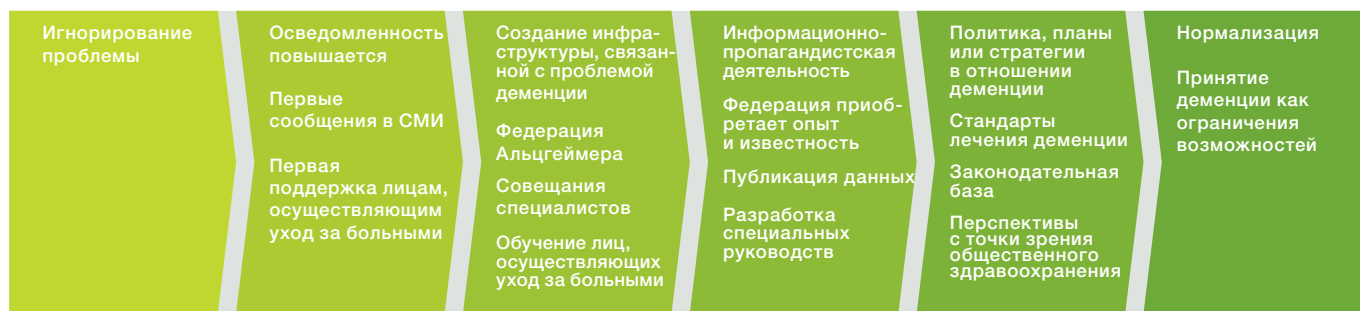 Игнорирование
проблемы
Осведомленность
повышается
Первые
сообщения в СМИ
Первая
поддержка лицам,
осуществляющим
уход за больными
Создание инфра-
структуры, связан-
ной с проблемой
деменции
Федерация
Альцгеймера
Совещания
специалистов
Обучение лиц,
осуществляющих
уход за больными
Информационно-
пропагандистская
деятельность
Федерация приоб-
ретает опыт
и известность
Публикация данных
Разработка
специальных
руководств
Политика, планы
или стратегии
в отношении
деменции
Стандарты
лечения деменции
Законодательная
база
Перспективы
с точки зрения
общественного
здравоохранения
Нормализация
Принятие
деменции как
ограничения
возможностей